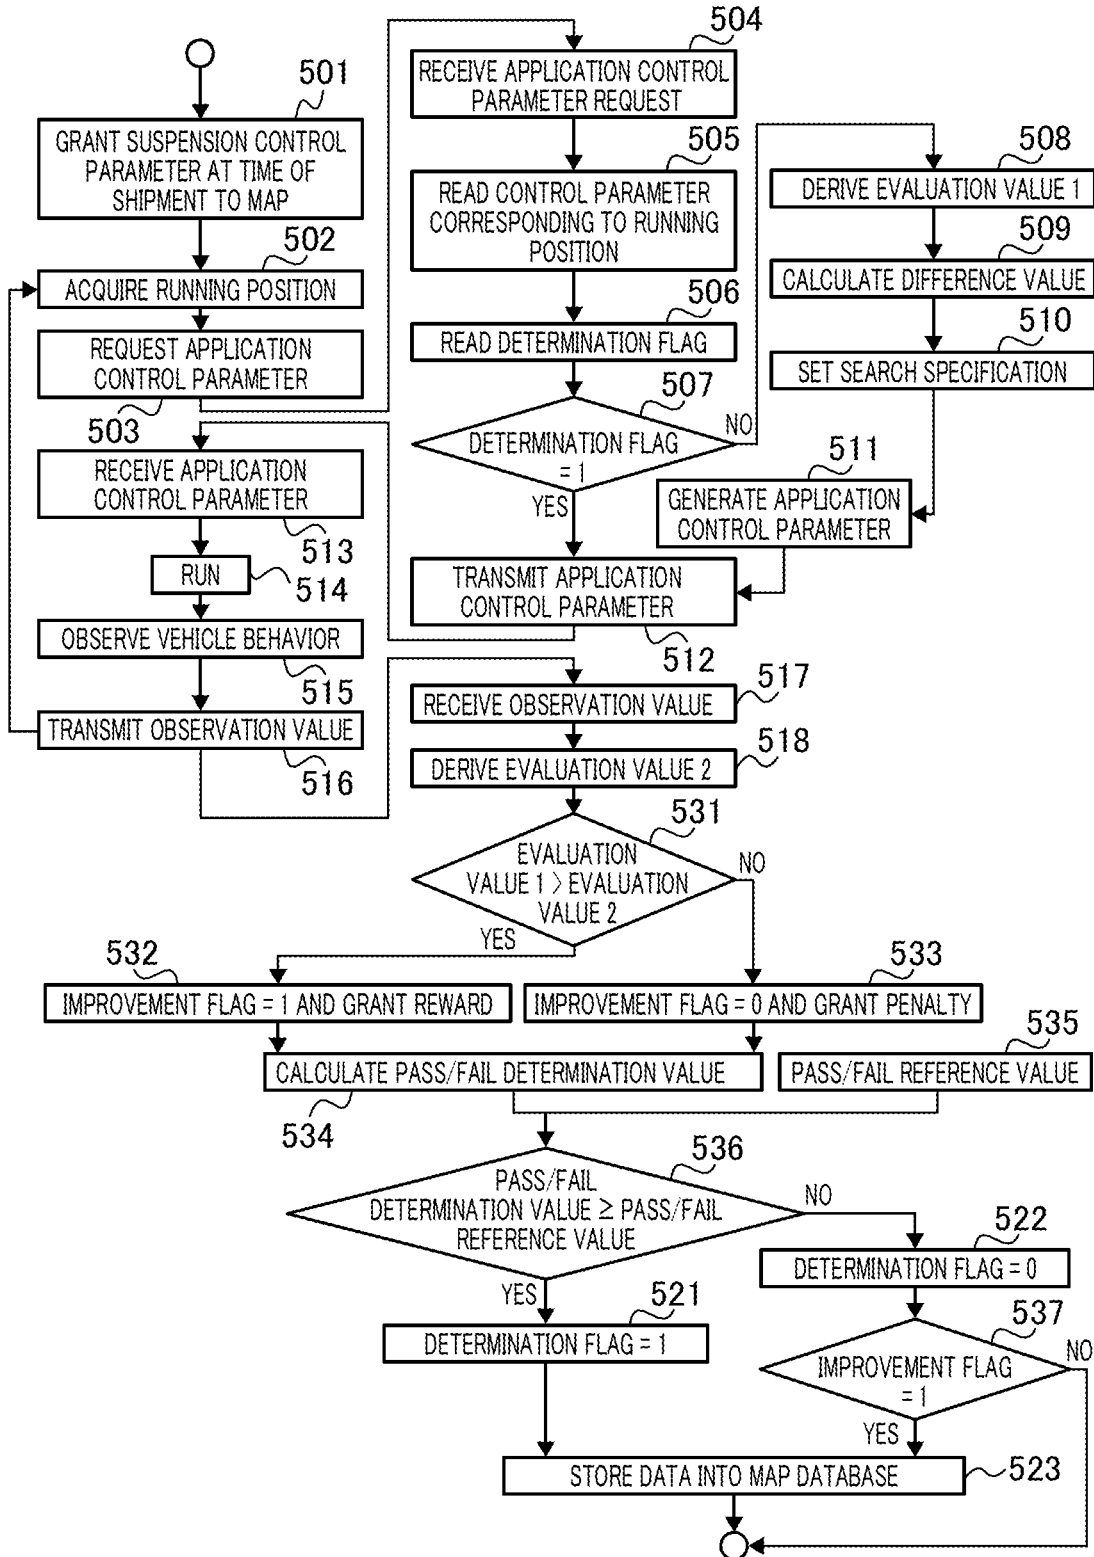 501
GRANT SUSPENSION CONTROL
PARAMETER AT TIME OF
SHIPMENT TO MAP
502
ACQUIRE RUNNING POSITION
REQUEST APPLICATION
CONTROL PARAMETER
503
504
RECEIVE APPLICATION CONTROL
PARAMETER REQUEST
505
READ CONTROL PARAMETER
CORRESPONDING TO RUNNING
POSITION
506
READ DETERMINATION FLAG
507
DETERMINATION FLAG
= 1
NO
YES
508
DERIVE EVALUATION VALUE 1
509
CALCULATE DIFFERENCE VALUE
510
SET SEARCH SPECIFICATION
511
GENERATE APPLICATION
CONTROL PARAMETER
TRANSMIT APPLICATION
CONTROL PARAMETER
512
RECEIVE APPLICATION
CONTROL PARAMETER
513
RUN
514
OBSERVE VEHICLE BEHAVIOR
515
TRANSMIT OBSERVATION VALUE
516
517
RECEIVE OBSERVATION VALUE
518
DERIVE EVALUATION VALUE 2
531
EVALUATION
VALUE 1 > EVALUATION
VALUE 2
NO
YES
532
IMPROVEMENT FLAG = 1 AND GRANT REWARD
533
IMPROVEMENT FLAG = 0 AND GRANT PENALTY
CALCULATE PASS/FAIL DETERMINATION VALUE
534
535
PASS/FAIL REFERENCE VALUE
536
PASS/FAIL
DETERMINATION VALUE ≥ PASS/FAIL
REFERENCE VALUE
NO
YES
521
DETERMINATION FLAG = 1
522
DETERMINATION FLAG = 0
537
IMPROVEMENT FLAG
= 1
NO
YES
STORE DATA INTO MAP DATABASE
523